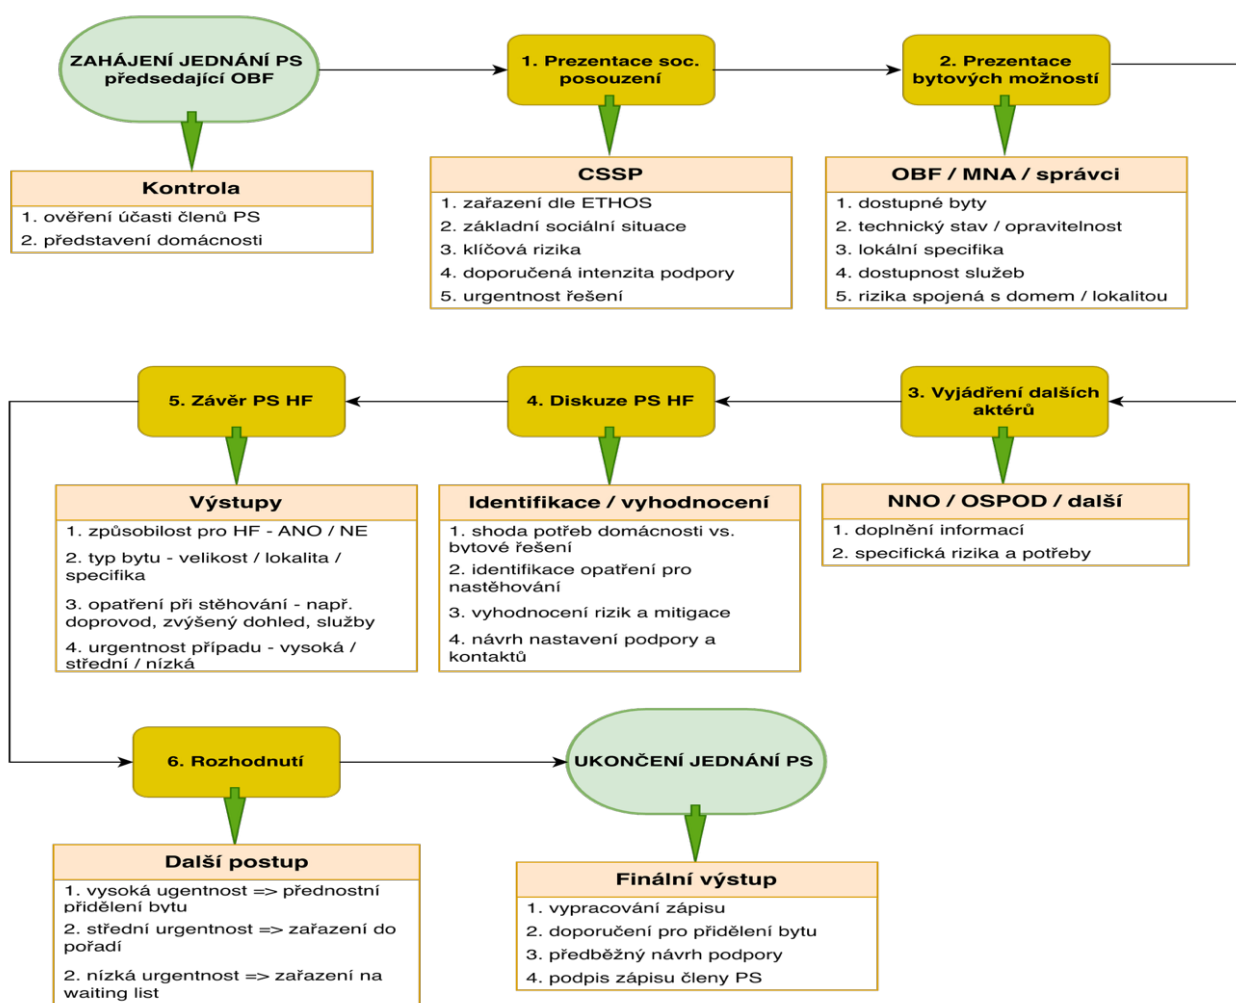 ZAHÁJENÍ JEDNÁNÍ PS
předsedající OBF
1. Prezentace soc.
posouzení
2. Prezentace
bytových možností
Kontrola
1. ověření účasti členů PS
2. představení domácnosti
CSSP
1. zařazení dle ETHOS
2. základní sociální situace
3. klíčová rizika
4. doporučená intenzita podpory
5. urgentnost řešení
OBF / MNA / správci
1. dostupné byty
2. technický stav / opravitelnost
3. lokální specifika
4. dostupnost služeb
5. rizika spojená s domem / lokalitou
5. Závěr PS HF
4. Diskuze PS HF
3. Vyjádření dalších
aktérů
Výstupy
1. způsobilost pro HF - ANO / NE
2. typ bytu - velikost / lokalita /
specifika
3. opatření při stěhování - např.
doprovod, zvýšený dohled, služby
4. urgentnost případu - vysoká /
střední / nízká
Identifikace / vyhodnocení
1. shoda potřeb domácnosti vs.
bytové řešení
2. identifikace opatření pro
nastěhování
3. vyhodnocení rizik a mitigace
4. návrh nastavení podpory a
kontaktů
NNO / OSPOD / další
1. doplnění informací
2. specifická rizika a potřeby
6. Rozhodnutí
UKONČENÍ JEDNÁNÍ PS
Další postup
1. vysoká ugentnost => přednostní
přidělení bytu
2. střední urgentnost => zařazení do
pořadí
2. nízká urgentnost => zařazení na
waiting list
Finální výstup
1. vypracování zápisu
2. doporučení pro přidělení bytu
3. předběžný návrh podpory
4. podpis zápisu členy PS